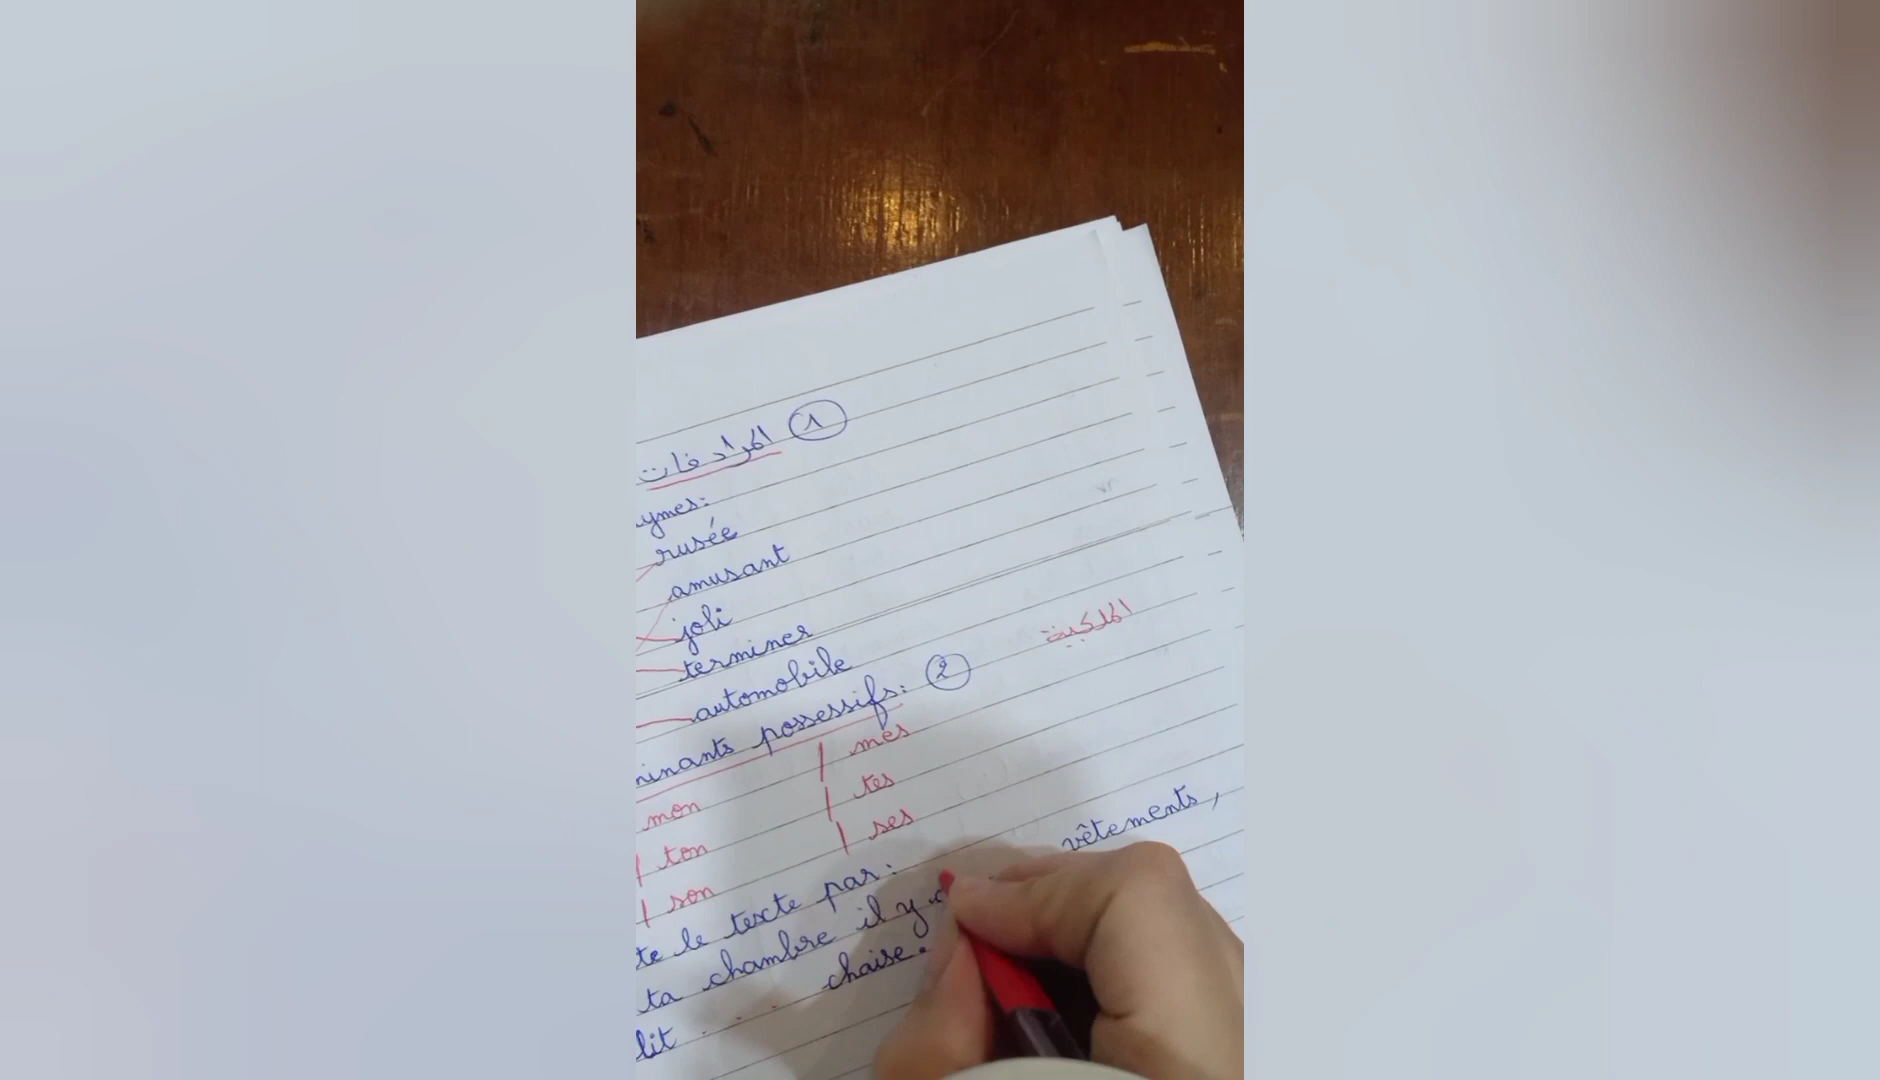 المرادفات 1
ymes:
rusée
amusant
joli
terminer
automobile
الملكية
minants possessifs: 2
mon | mes
| ton | tes
| son | ses
te le texte par:
ta chambre il y a ... vêtements,
lit . . . chaise.